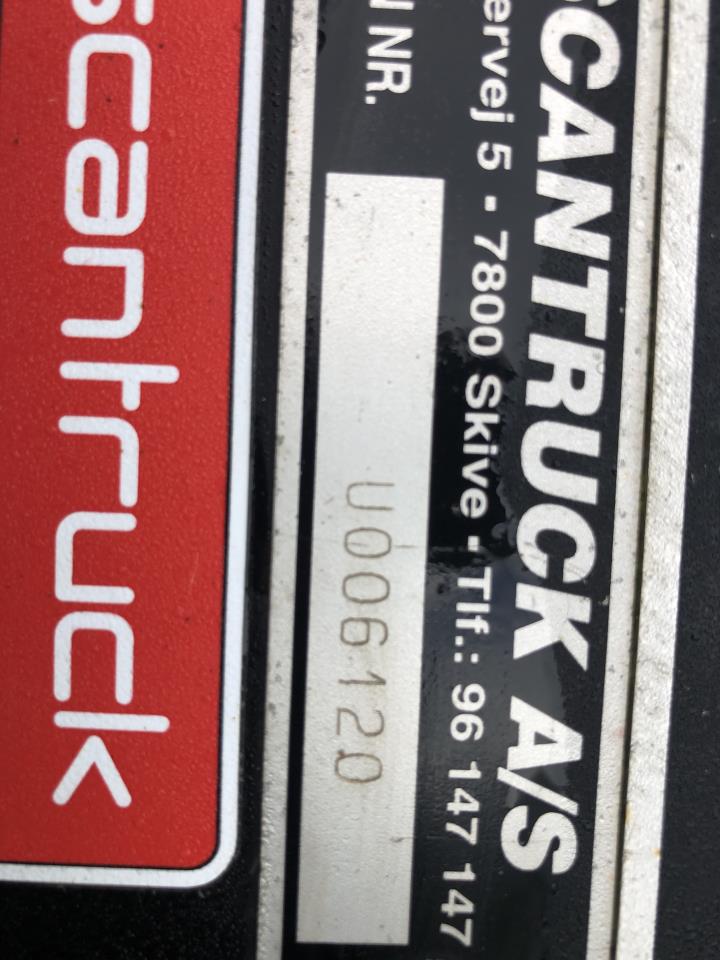 SCANTRUCK A/S
ervej 5 - 7800 Skive - Tlf.: 96 147 147
NR.
U006120
scantruck